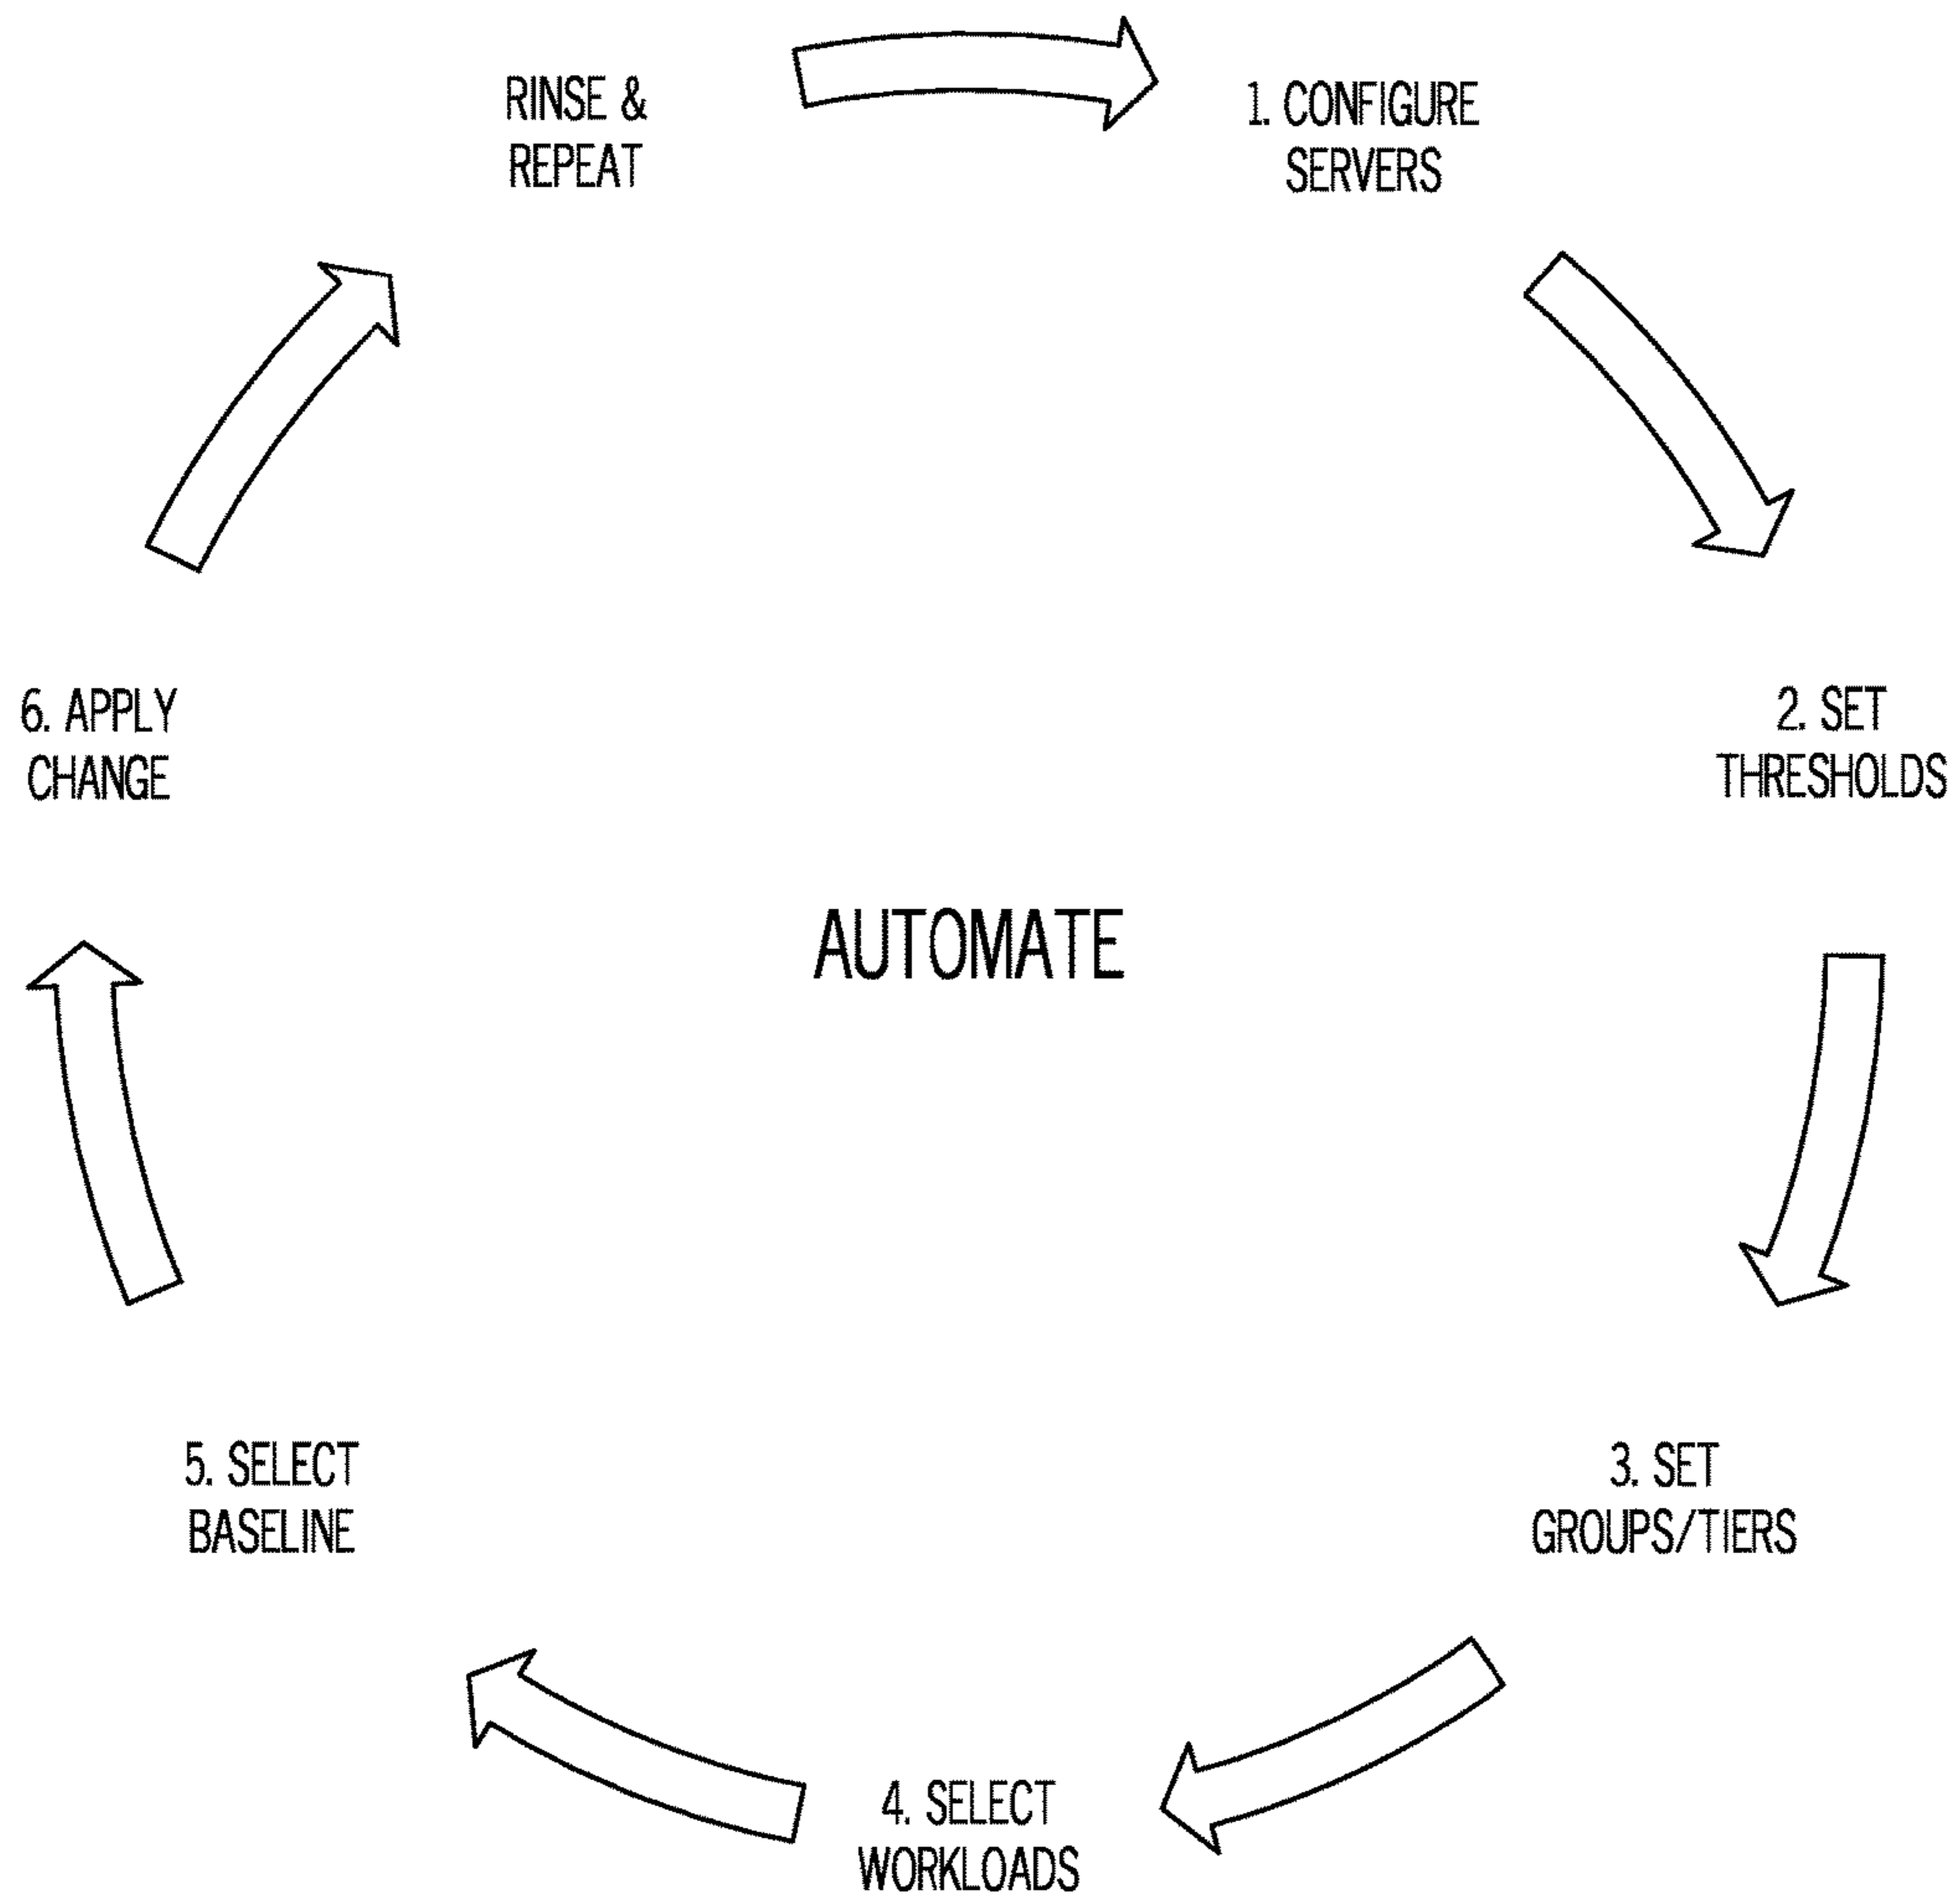 RINSE &
REPEAT
1. CONFIGURE
SERVERS
2. SET
THRESHOLDS
3. SET
GROUPS/TIERS
4. SELECT
WORKLOADS
5. SELECT
BASELINE
6. APPLY
CHANGE
AUTOMATE